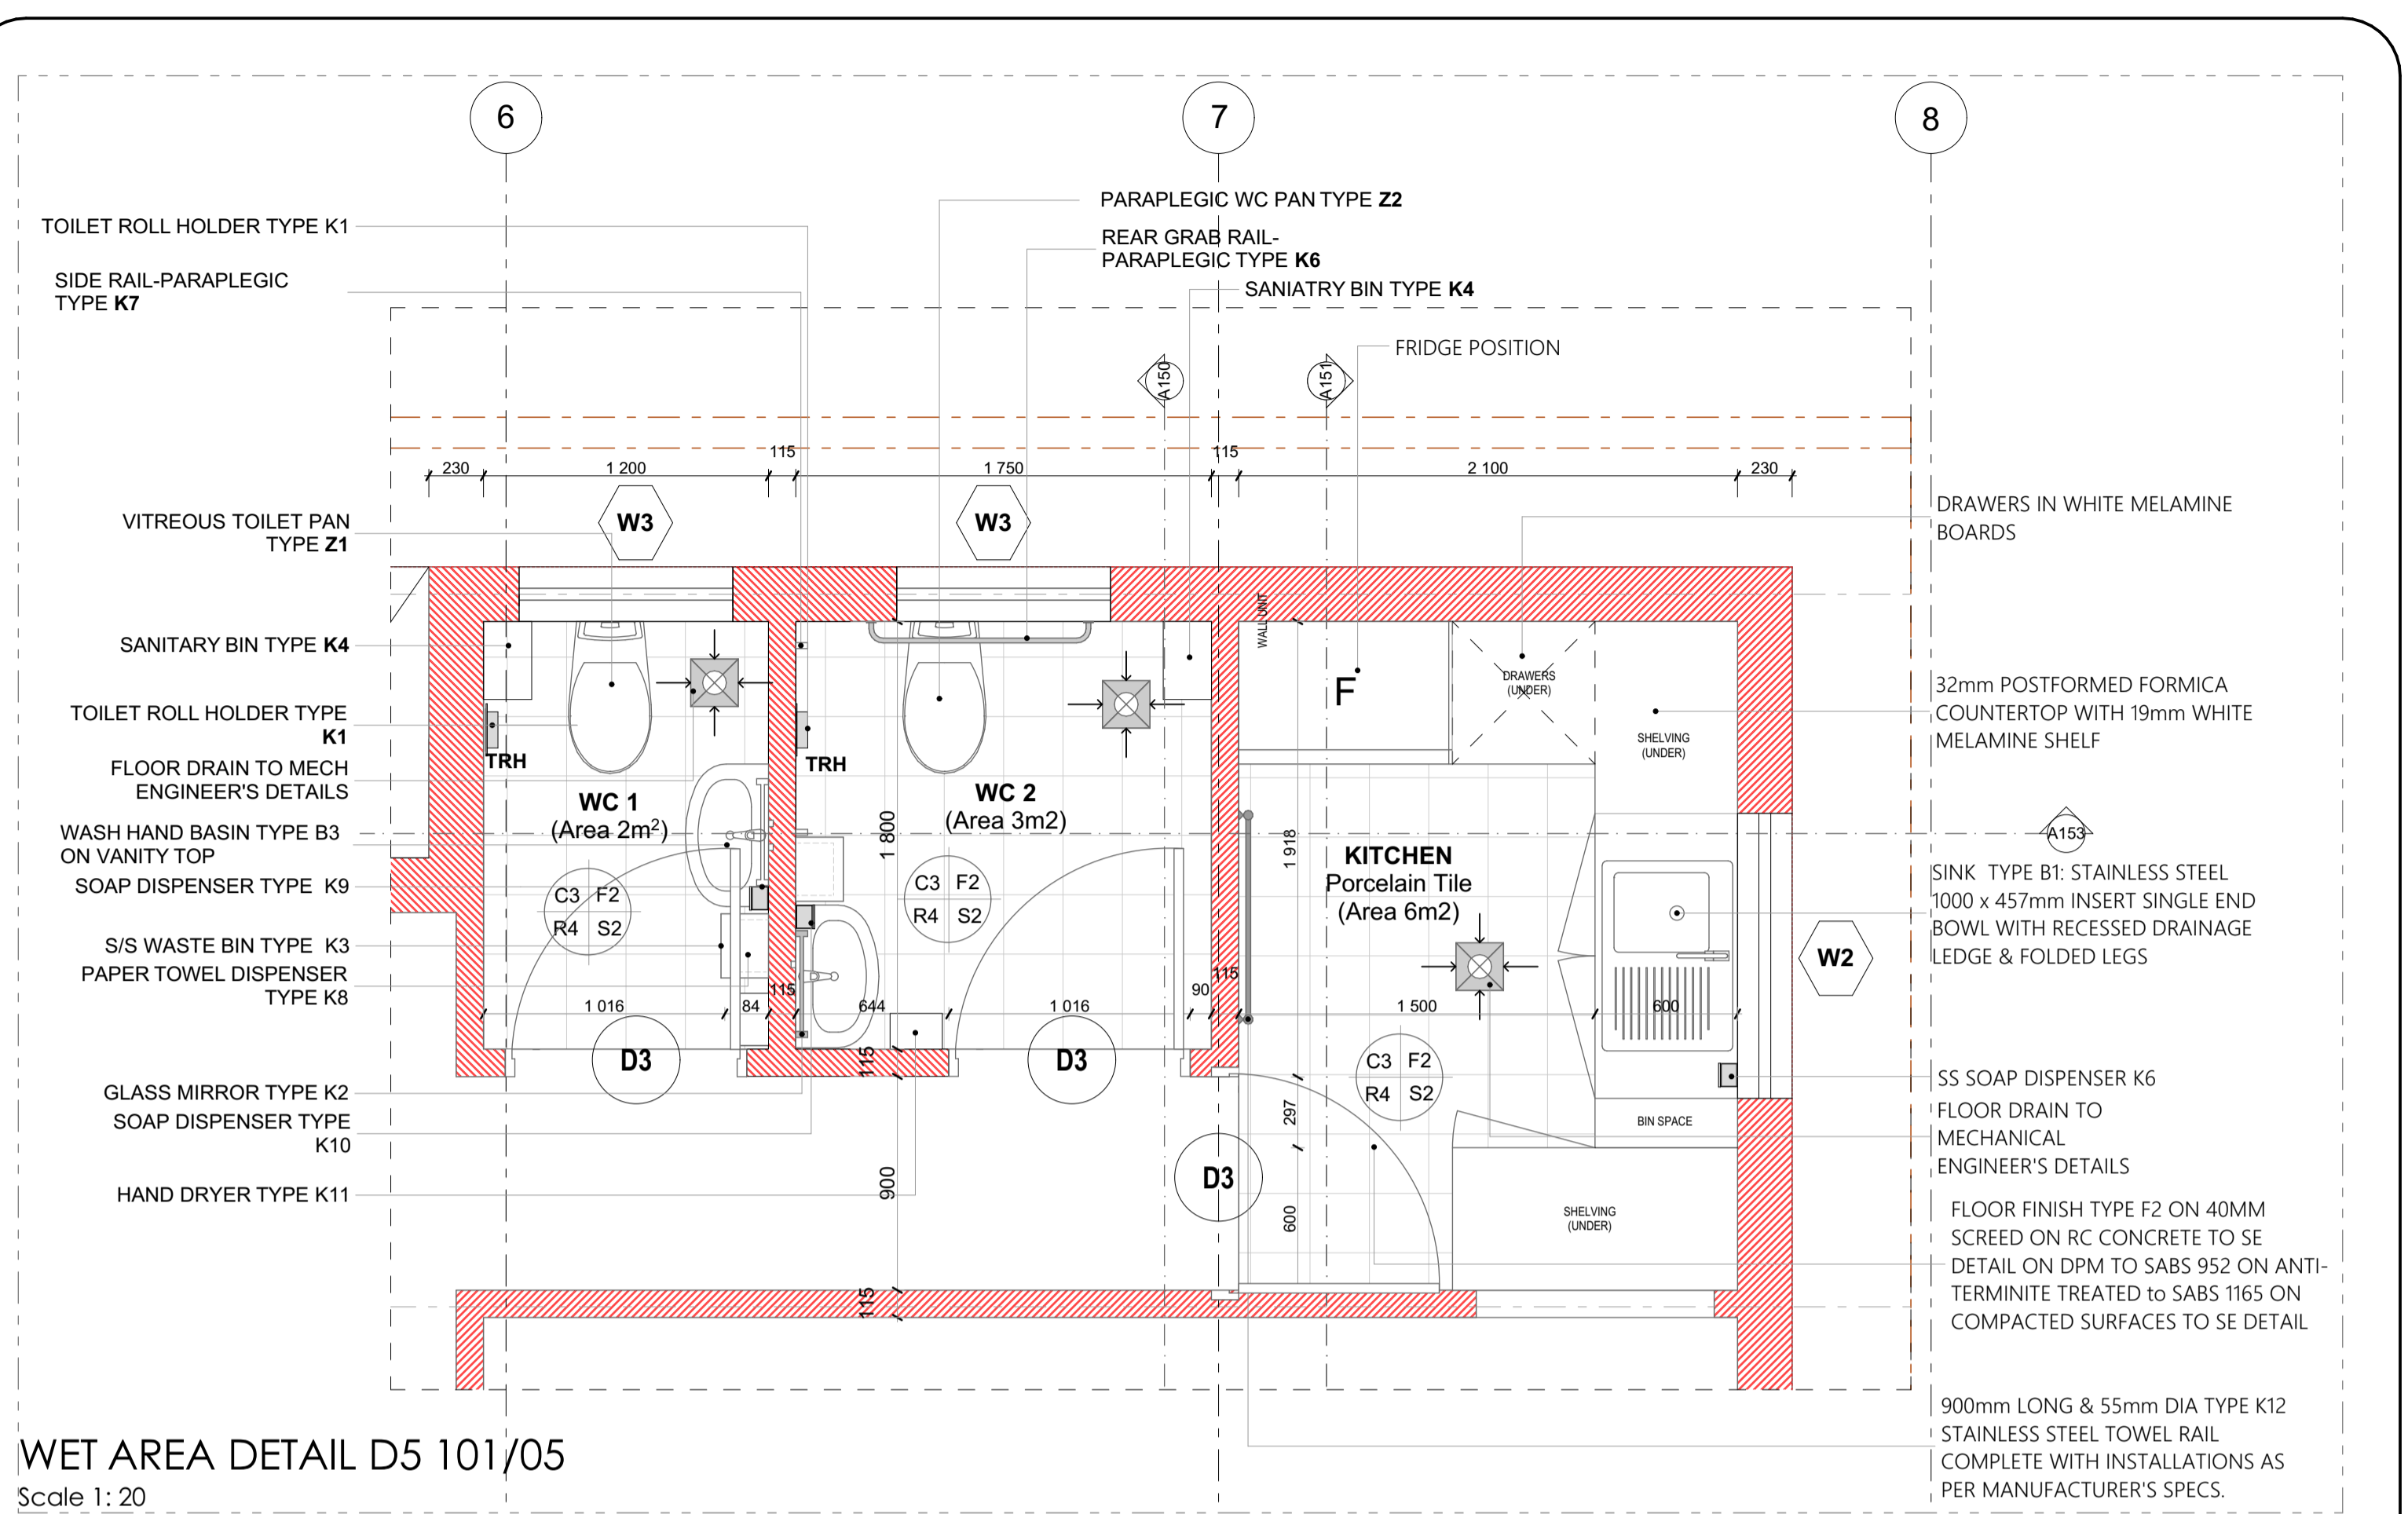 6
7
8
TOILET ROLL HOLDER TYPE K1
SIDE RAIL-PARAPLEGIC
TYPE K7
PARAPLEGIC WC PAN TYPE Z2
REAR GRAB RAIL-
PARAPLEGIC TYPE K6
SANIATRY BIN TYPE K4
FRIDGE POSITION
A150
A151
230
1 200
115
1 750
115
2 100
230
W3
W3
VITREOUS TOILET PAN
TYPE Z1
SANITARY BIN TYPE K4
TOILET ROLL HOLDER TYPE
K1
FLOOR DRAIN TO MECH
ENGINEER'S DETAILS
WASH HAND BASIN TYPE B3
ON VANITY TOP
SOAP DISPENSER TYPE K9
S/S WASTE BIN TYPE K3
PAPER TOWEL DISPENSER
TYPE K8
GLASS MIRROR TYPE K2
SOAP DISPENSER TYPE
K10
HAND DRYER TYPE K11
TRH
WC 1
(Area 2m²)
C3 F2
R4 S2
1 016
84
115
D3
TRH
WC 2
(Area 3m2)
1 800
C3 F2
R4 S2
644
1 016
90
115
115
D3
900
115
WALL UNIT
F
DRAWERS
(UNDER)
SHELVING
(UNDER)
1 918
KITCHEN
Porcelain Tile
(Area 6m2)
1 500
600
C3 F2
R4 S2
297
600
D3
BIN SPACE
SHELVING
(UNDER)
W2
DRAWERS IN WHITE MELAMINE
BOARDS
32mm POSTFORMED FORMICA
COUNTERTOP WITH 19mm WHITE
MELAMINE SHELF
A153
SINK TYPE B1: STAINLESS STEEL
1000 x 457mm INSERT SINGLE END
BOWL WITH RECESSED DRAINAGE
LEDGE & FOLDED LEGS
SS SOAP DISPENSER K6
FLOOR DRAIN TO
MECHANICAL
ENGINEER'S DETAILS
FLOOR FINISH TYPE F2 ON 40MM
SCREED ON RC CONCRETE TO SE
DETAIL ON DPM TO SABS 952 ON ANTI-
TERMINITE TREATED to SABS 1165 ON
COMPACTED SURFACES TO SE DETAIL
900mm LONG & 55mm DIA TYPE K12
STAINLESS STEEL TOWEL RAIL
COMPLETE WITH INSTALLATIONS AS
PER MANUFACTURER'S SPECS.
WET AREA DETAIL D5 101/05
Scale 1: 20